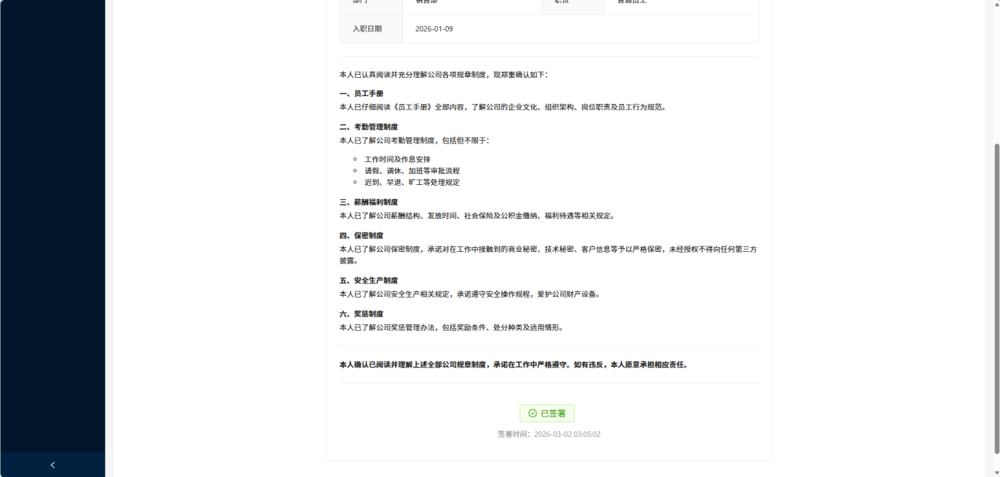 部门 销售部 职位 普通员工
入职日期 2026-01-09
本人已认真阅读并充分理解公司各项规章制度，现郑重确认如下：
一、员工手册
本人已仔细阅读《员工手册》全部内容，了解公司的企业文化、组织架构、岗位职责及员工行为规范。
二、考勤管理制度
本人已了解公司考勤管理制度，包括但不限于：
工作时间及作息安排
请假、调休、加班等审批流程
迟到、早退、旷工等处理规定
三、薪酬福利制度
本人已了解公司薪酬结构、发放时间、社会保险及公积金缴纳、福利待遇等相关规定。
四、保密制度
本人已了解公司保密制度，承诺对在工作中接触到的商业秘密、技术秘密、客户信息等予以严格保密，未经授权不得向任何第三方
披露。
五、安全生产制度
本人已了解公司安全生产相关规定，承诺遵守安全操作规程，爱护公司财产设备。
六、奖惩制度
本人已了解公司奖惩管理办法，包括奖励条件、处分种类及适用情形。
本人确认已阅读并理解上述全部公司规章制度，承诺在工作中严格遵守。如有违反，本人愿意承担相应责任。
已签署
签署时间：2026-03-02 03:05:02